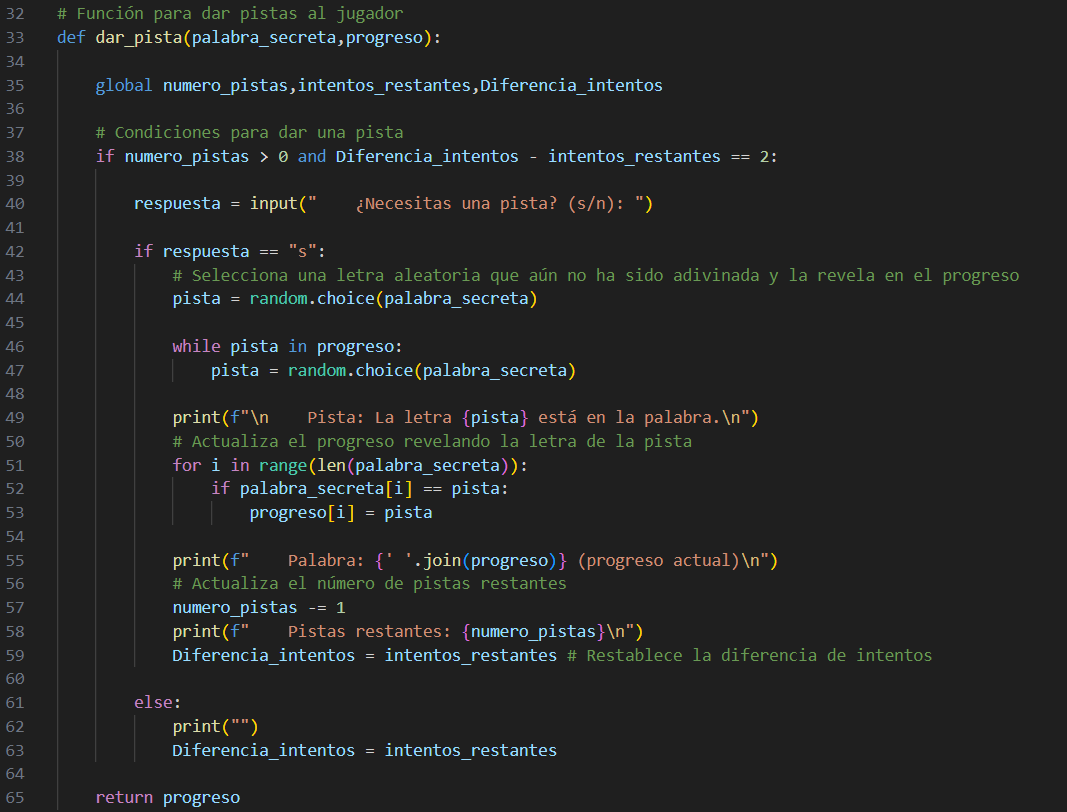 32 # Función para dar pistas al jugador
33 def dar_pista(palabra_secreta,progreso):
34
35     global numero_pistas,intentos_restantes,Diferencia_intentos
36
37     # Condiciones para dar una pista
38     if numero_pistas > 0 and Diferencia_intentos - intentos_restantes == 2:
39
40         respuesta = input("    ¿Necesitas una pista? (s/n): ")
41
42         if respuesta == "s":
43             # Selecciona una letra aleatoria que aún no ha sido adivinada y la revela en el progreso
44             pista = random.choice(palabra_secreta)
45
46             while pista in progreso:
47                 pista = random.choice(palabra_secreta)
48
49             print(f"\n    Pista: La letra {pista} está en la palabra.\n")
50             # Actualiza el progreso revelando la letra de la pista
51             for i in range(len(palabra_secreta)):
52                 if palabra_secreta[i] == pista:
53                     progreso[i] = pista
54
55             print(f"    Palabra: {' '.join(progreso)} (progreso actual)\n")
56             # Actualiza el número de pistas restantes
57             numero_pistas -= 1
58             print(f"    Pistas restantes: {numero_pistas}\n")
59             Diferencia_intentos = intentos_restantes # Restablece la diferencia de intentos
60
61         else:
62             print("")
63             Diferencia_intentos = intentos_restantes
64
65     return progreso